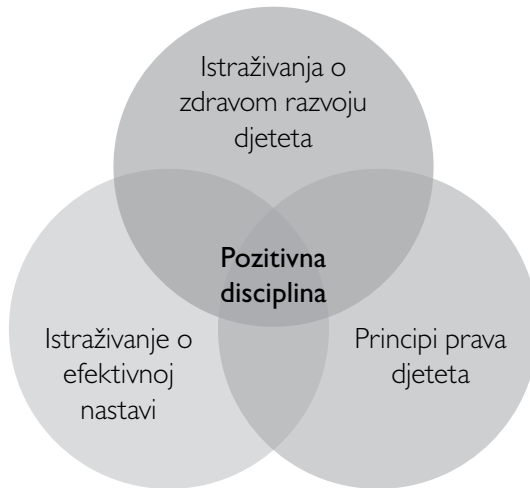 Istraživanja o
zdravom razvoju
djeteta
Pozitivna
disciplina
Istraživanje o
efektivnoj
nastavi
Principi prava
djeteta